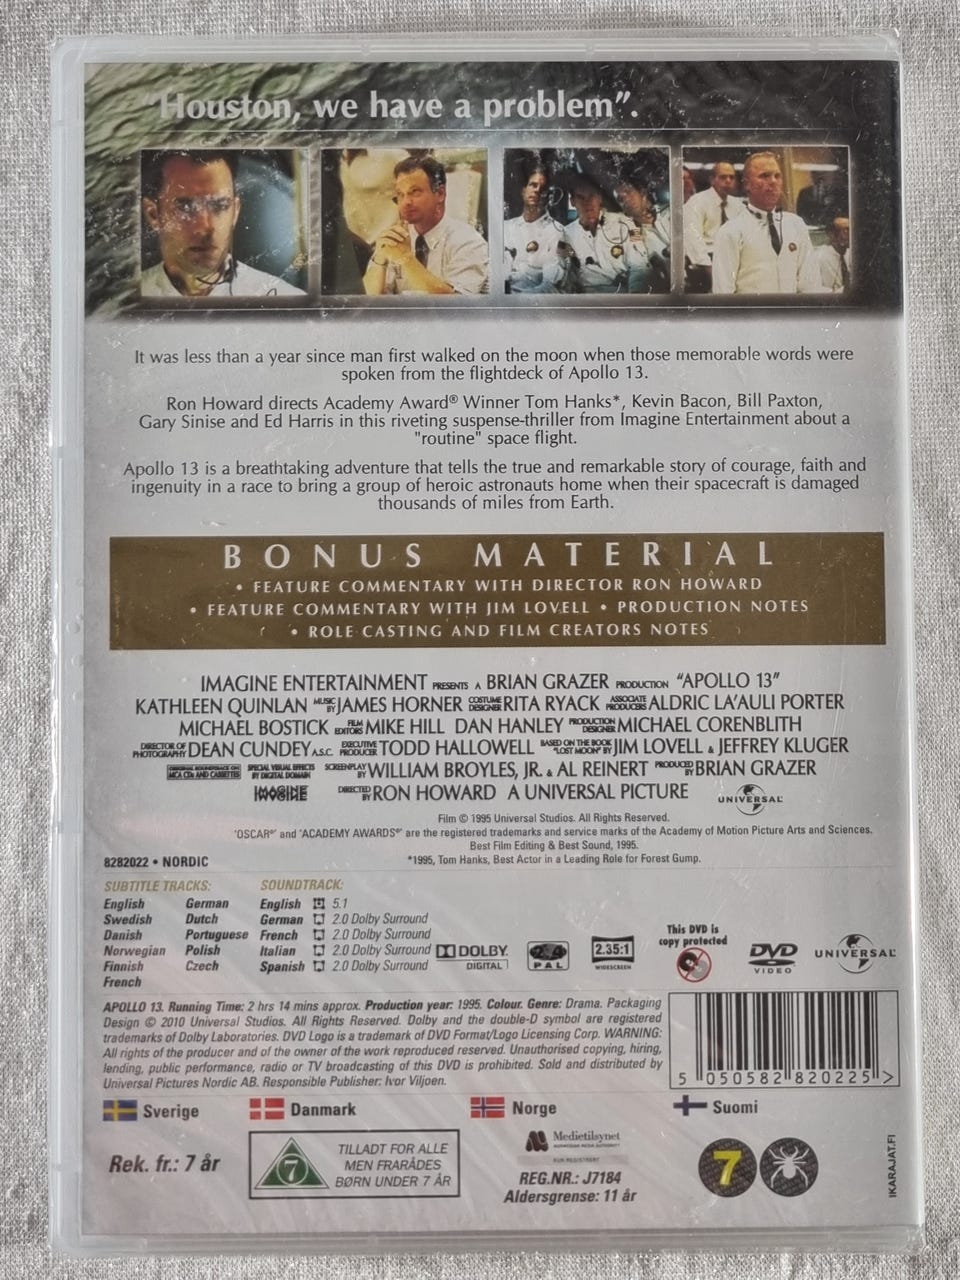 "Houston, we have a problem".
It was less than a year since man first walked on the moon when those memorable words were
spoken from the flightdeck of Apollo 13.
Ron Howard directs Academy Award® Winner Tom Hanks*, Kevin Bacon, Bill Paxton,
Gary Sinise and Ed Harris in this riveting suspense-thriller from Imagine Entertainment about a
"routine" space flight.
Apollo 13 is a breathtaking adventure that tells the true and remarkable story of courage, faith and
ingenuity in a race to bring a group of heroic astronauts home when their spacecraft is damaged
thousands of miles from Earth.
BONUS MATERIAL
• FEATURE COMMENTARY WITH DIRECTOR RON HOWARD
• FEATURE COMMENTARY WITH JIM LOVELL • PRODUCTION NOTES
• ROLE CASTING AND FILM CREATORS NOTES
IMAGINE ENTERTAINMENT PRESENTS A BRIAN GRAZER PRODUCTION "APOLLO 13"
KATHLEEN QUINLAN MUSIC BY JAMES HORNER COSTUME DESIGNER RITA RYACK ASSOCIATE PRODUCERS ALDRIC LA'AULI PORTER
MICHAEL BOSTICK FILM EDITORS MIKE HILL DAN HANLEY PRODUCTION DESIGNER MICHAEL CORENBLITH
DIRECTOR OF PHOTOGRAPHY DEAN CUNDEY A.S.C. EXECUTIVE PRODUCER TODD HALLOWELL BASED ON THE BOOK "LOST MOON" BY JIM LOVELL & JEFFREY KLUGER
ORIGINAL SOUNDTRACK ON MCA CDs AND CASSETTES SPECIAL VISUAL EFFECTS BY DIGITAL DOMAIN SCREENPLAY BY WILLIAM BROYLES, JR. & AL REINERT PRODUCED BY BRIAN GRAZER
IMAGINE DIRECTED BY RON HOWARD A UNIVERSAL PICTURE UNIVERSAL
Film © 1995 Universal Studios. All Rights Reserved.
'OSCAR®' and 'ACADEMY AWARDS®' are the registered trademarks and service marks of the Academy of Motion Picture Arts and Sciences.
Best Film Editing & Best Sound, 1995.
*1995, Tom Hanks, Best Actor in a Leading Role for Forest Gump.
8282022 • NORDIC
SUBTITLE TRACKS: SOUNDTRACK:
English German English 5.1
Swedish Dutch German 2.0 Dolby Surround
Danish Portuguese French 2.0 Dolby Surround
Norwegian Polish Italian 2.0 Dolby Surround
Finnish Czech Spanish 2.0 Dolby Surround
French
DOLBY
DIGITAL
2.4
PAL
2.35:1
WIDESCREEN
This DVD is
copy protected
DVD
VIDEO
UNIVERSAL
APOLLO 13. Running Time: 2 hrs 14 mins approx. Production year: 1995. Colour. Genre: Drama. Packaging
Design © 2010 Universal Studios. All Rights Reserved. Dolby and the double-D symbol are registered
trademarks of Dolby Laboratories. DVD Logo is a trademark of DVD Format/Logo Licensing Corp. WARNING:
All rights of the producer and of the owner of the work reproduced reserved. Unauthorised copying, hiring,
lending, public performance, radio or TV broadcasting of this DVD is prohibited. Sold and distributed by
Universal Pictures Nordic AB. Responsible Publisher: Ivor Viljoen.
5 050582 820225 >
Sverige
Danmark
Norge
Suomi
Rek. fr.: 7 år
7
TILLADT FOR ALLE
MEN FRARÅDES
BØRN UNDER 7 ÅR
Medietilsynet
NORWEGIAN MEDIA AUTHORITY
KUN REGISTRERT
REG.NR.: J7184
Aldersgrense: 11 år
7
IKARAJAT.FI